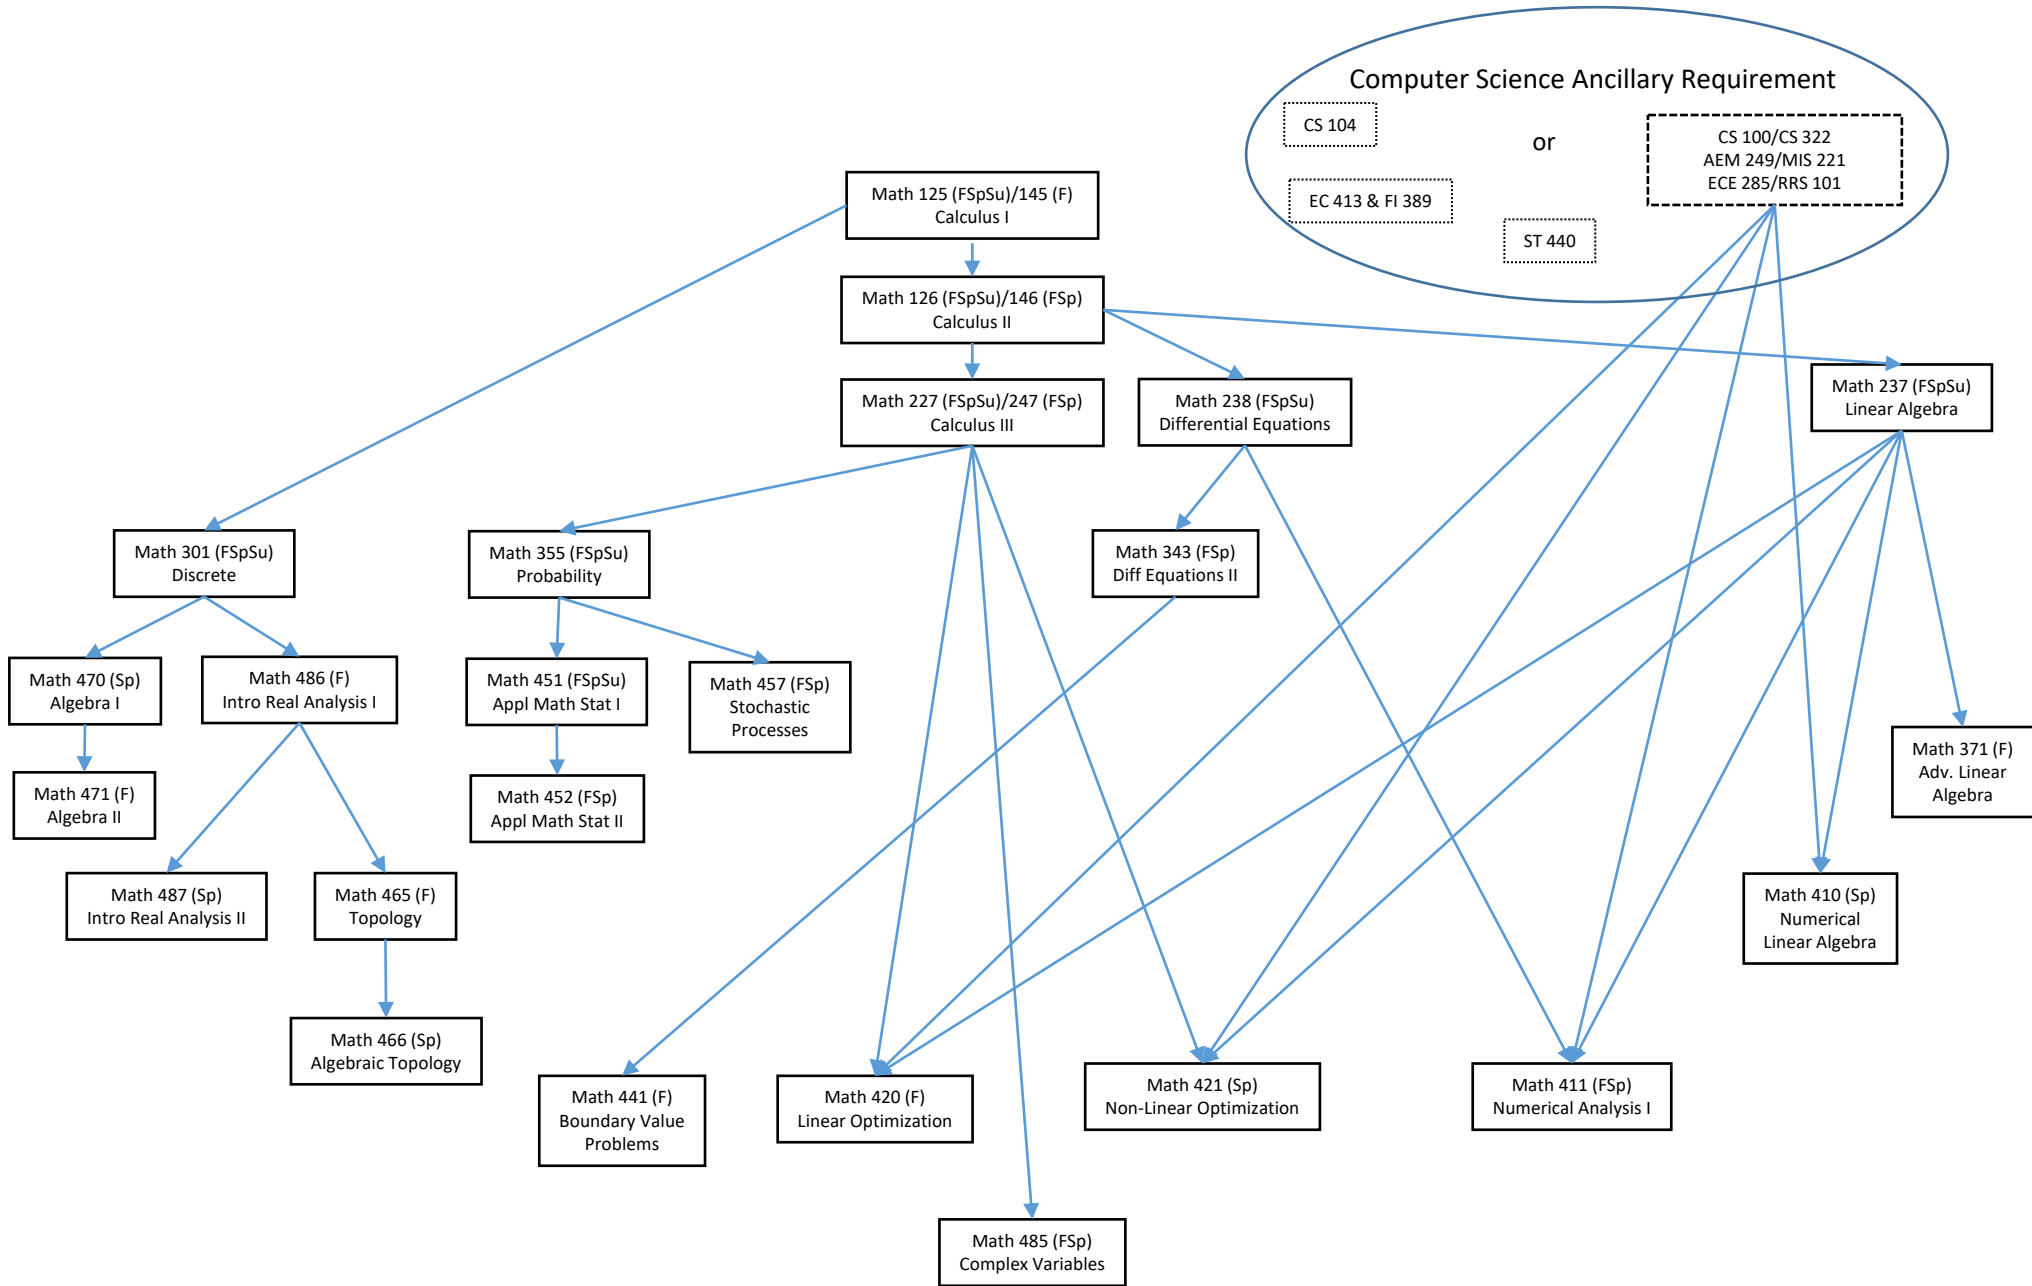 Computer Science Ancillary Requirement
CS 104
or
CS 100/CS 322
AEM 249/MIS 221
ECE 285/RRS 101
EC 413 & FI 389
ST 440
Math 125 (FSpSu)/145 (F)
Calculus I
Math 126 (FSpSu)/146 (FSp)
Calculus II
Math 227 (FSpSu)/247 (FSp)
Calculus III
Math 238 (FSpSu)
Differential Equations
Math 237 (FSpSu)
Linear Algebra
Math 301 (FSpSu)
Discrete
Math 355 (FSpSu)
Probability
Math 343 (FSp)
Diff Equations II
Math 470 (Sp)
Algebra I
Math 486 (F)
Intro Real Analysis I
Math 451 (FSpSu)
Appl Math Stat I
Math 457 (FSp)
Stochastic
Processes
Math 371 (F)
Adv. Linear
Algebra
Math 471 (F)
Algebra II
Math 452 (FSp)
Appl Math Stat II
Math 487 (Sp)
Intro Real Analysis II
Math 465 (F)
Topology
Math 410 (Sp)
Numerical
Linear Algebra
Math 466 (Sp)
Algebraic Topology
Math 441 (F)
Boundary Value
Problems
Math 420 (F)
Linear Optimization
Math 421 (Sp)
Non-Linear Optimization
Math 411 (FSp)
Numerical Analysis I
Math 485 (FSp)
Complex Variables